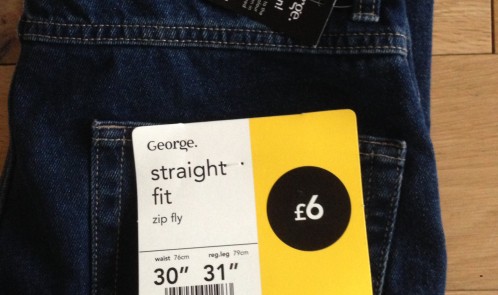 George.
straight
fit
zip fly
£6
waist 76cm reg.leg 79cm
30" 31"